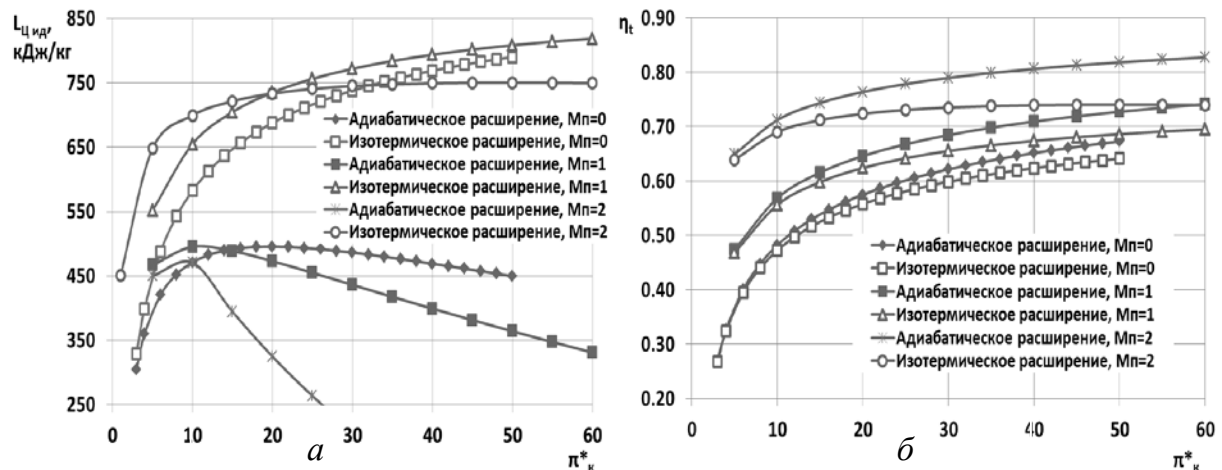 L Ц ид,
кДж/кг
850
750
650
550
450
350
250
0
10
20
30
40
50
60
π*к
а
Адиабатическое расширение, Мп=0
Изотермическое расширение, Мп=0
Адиабатическое расширение, Мп=1
Изотермическое расширение, Мп=1
Адиабатическое расширение, Мп=2
Изотермическое расширение, Мп=2
ηt
0.90
0.80
0.70
0.60
0.50
0.40
0.30
0.20
0
10
20
30
40
50
60
π*к
б
Адиабатическое расширение, Мп=0
Изотермическое расширение, Мп=0
Адиабатическое расширение, Мп=1
Изотермическое расширение, Мп=1
Адиабатическое расширение, Мп=2
Изотермическое расширение, Мп=2